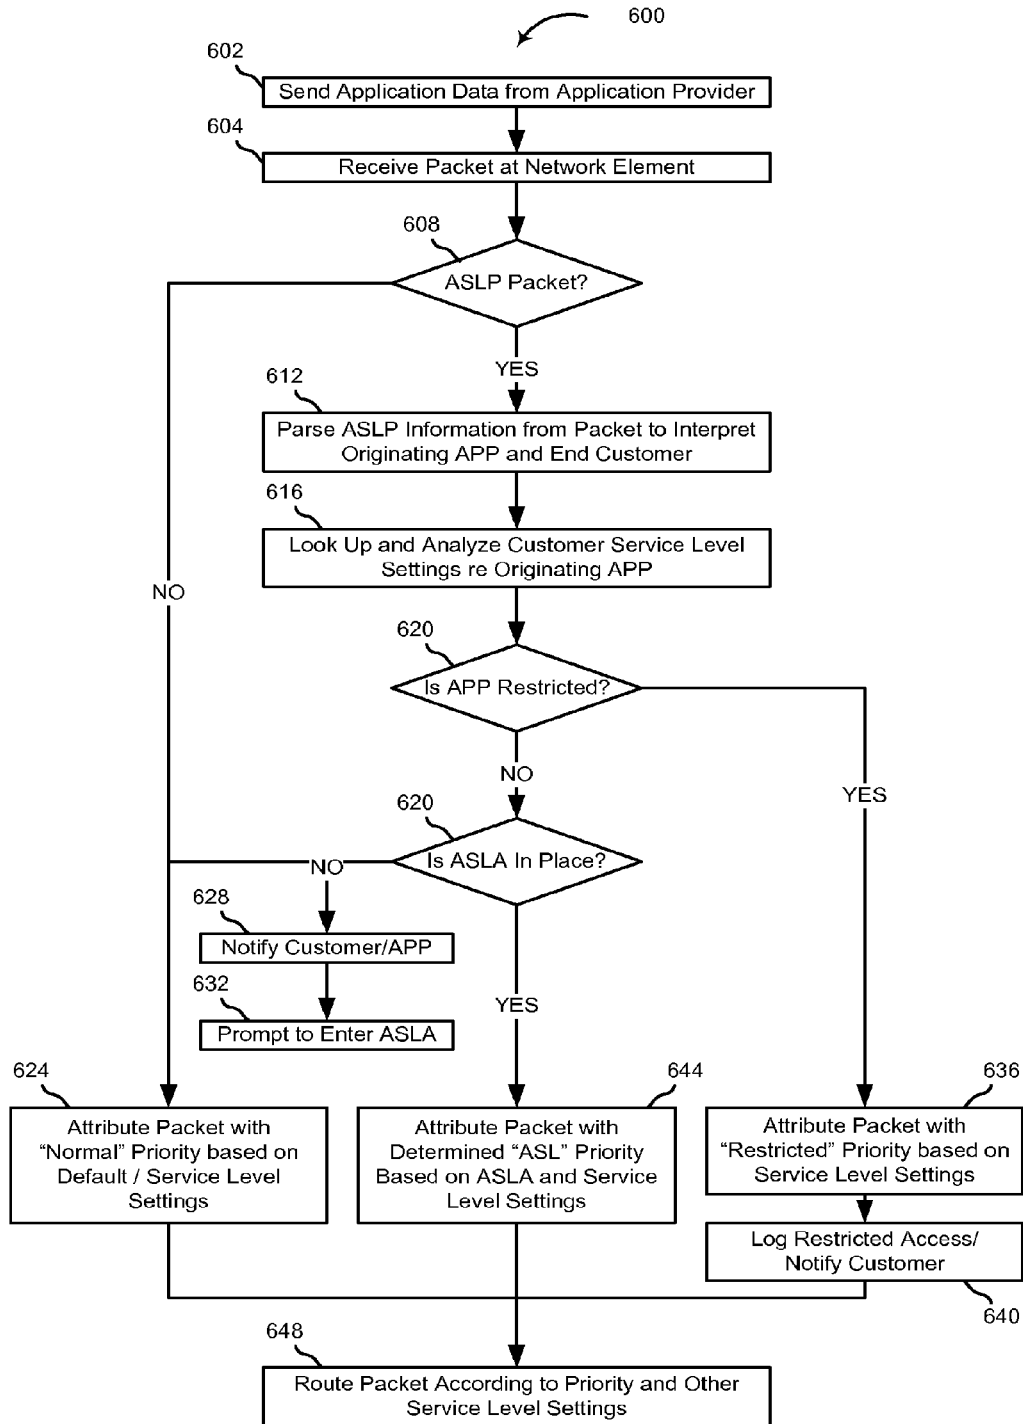 600
602
Send Application Data from Application Provider
604
Receive Packet at Network Element
608
ASLP Packet?
YES
612
Parse ASLP Information from Packet to Interpret
Originating APP and End Customer
616
Look Up and Analyze Customer Service Level
Settings re Originating APP
NO
620
Is APP Restricted?
NO
YES
620
Is ASLA In Place?
NO
628
Notify Customer/APP
632
Prompt to Enter ASLA
YES
624
Attribute Packet with
“Normal” Priority based on
Default / Service Level
Settings
644
Attribute Packet with
Determined “ASL” Priority
Based on ASLA and Service
Level Settings
636
Attribute Packet with
“Restricted” Priority based on
Service Level Settings
Log Restricted Access/
Notify Customer
640
648
Route Packet According to Priority and Other
Service Level Settings